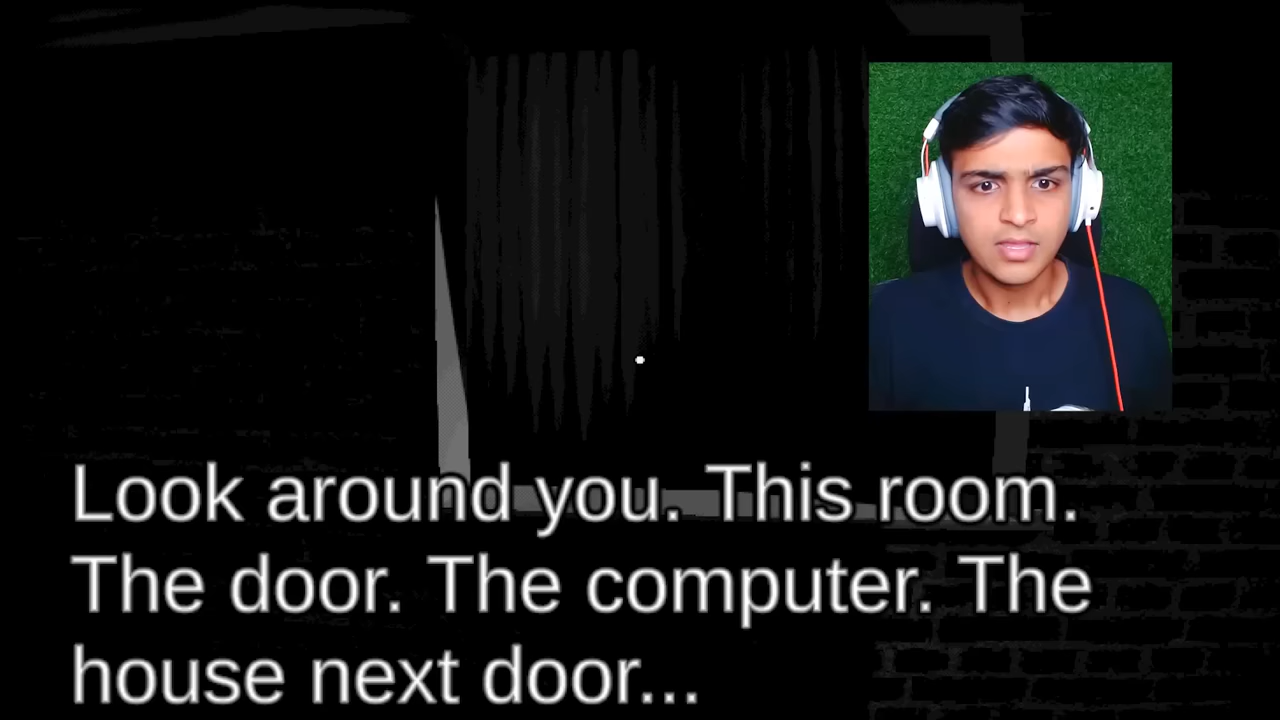 Look around you. This room.
The door. The computer. The
house next door...